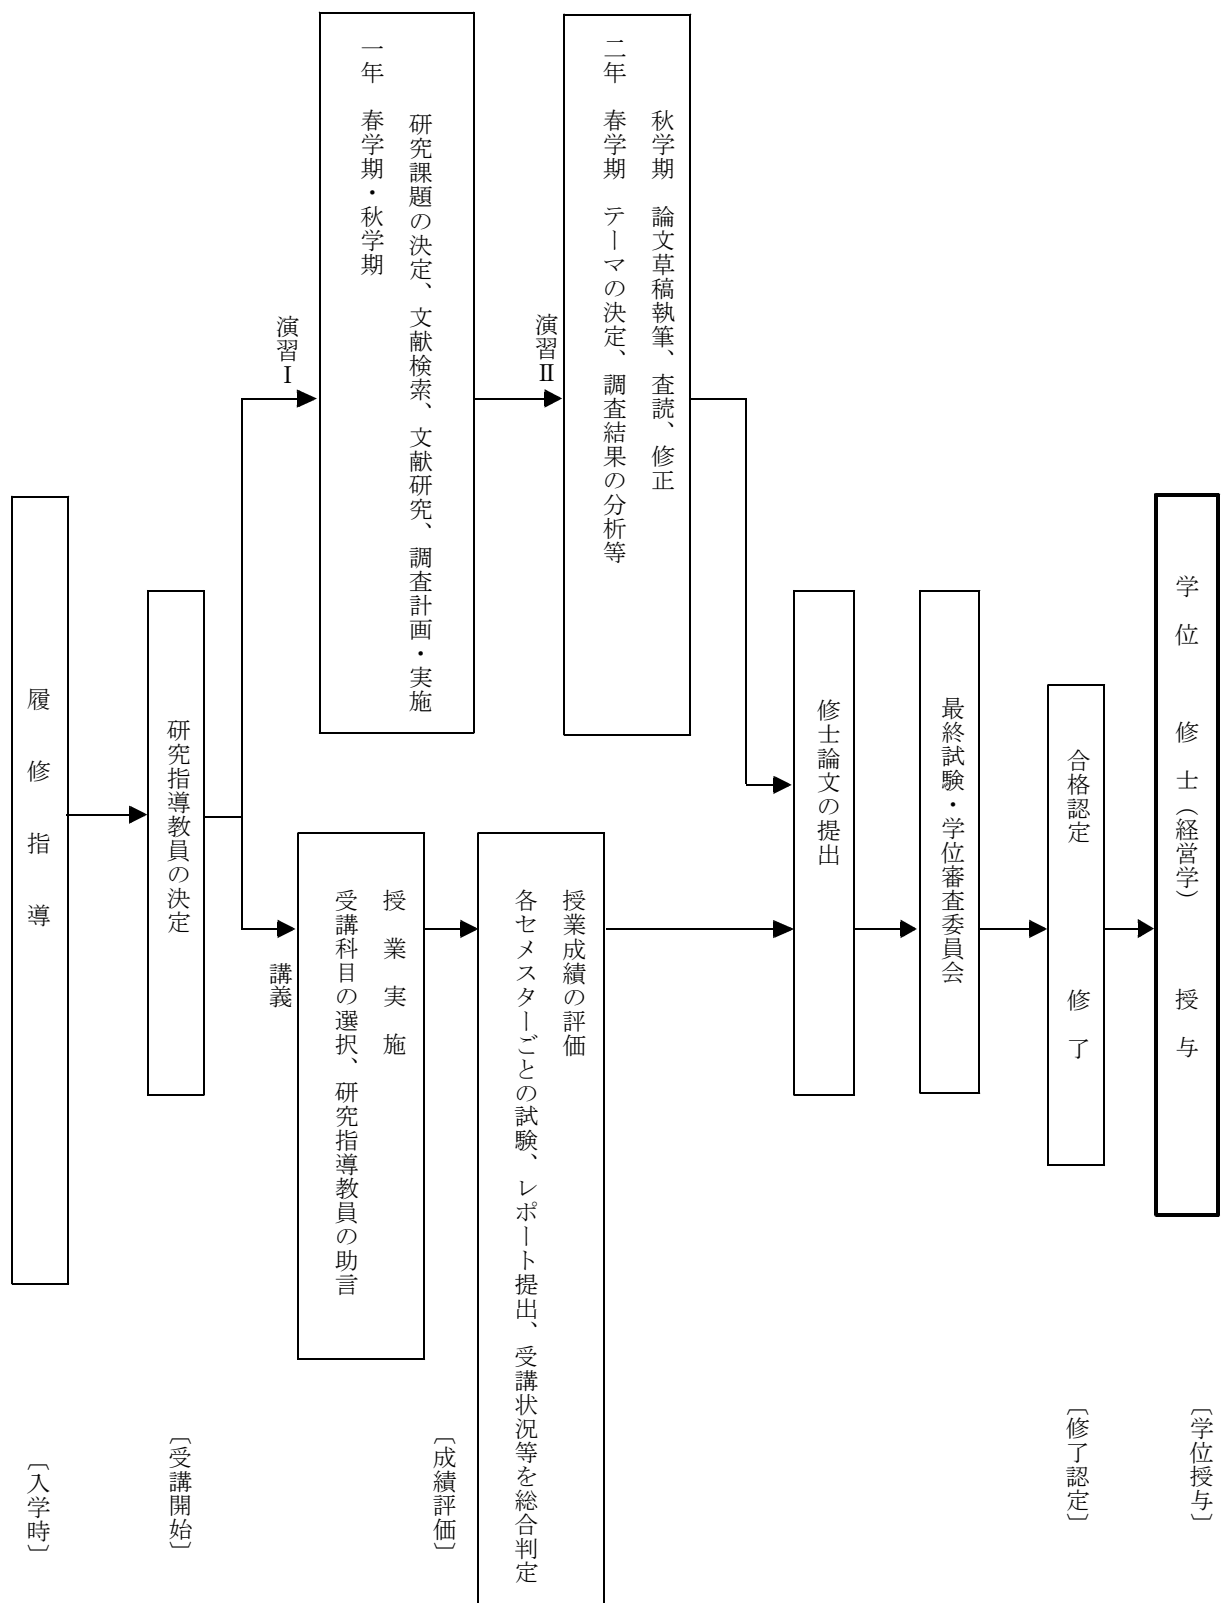 履修指導
〔入学時〕
研究指導教員の決定
〔受講開始〕
演習Ⅰ
一年　春学期・秋学期
研究課題の決定、文献検索、文献研究、調査計画・実施
演習Ⅱ
二年　春学期　テーマの決定、調査結果の分析等
秋学期　論文草稿執筆、査読、修正
講義
授業実施
受講科目の選択、研究指導教員の助言
授業成績の評価
各セメスターごとの試験、レポート提出、受講状況等を総合判定
〔成績評価〕
修士論文の提出
最終試験・学位審査委員会
合格認定　修了
〔修了認定〕
学位　修士（経営学）　授与
〔学位授与〕